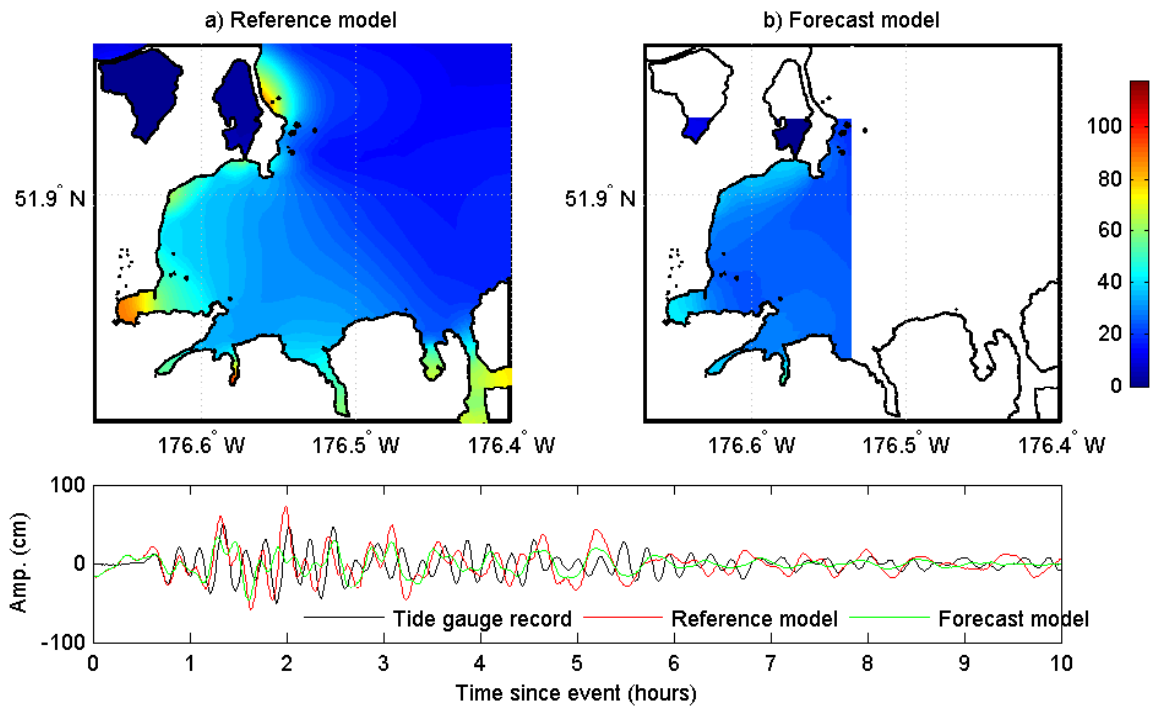 a) Reference model
b) Forecast model
51.9° N
176.6° W
176.5° W
176.4° W
51.9° N
176.6° W
176.5° W
176.4° W
100
80
60
40
20
0
100
0
-100
Amp. (cm)
Tide gauge record
Reference model
Forecast model
0 1 2 3 4 5 6 7 8 9 10
Time since event (hours)